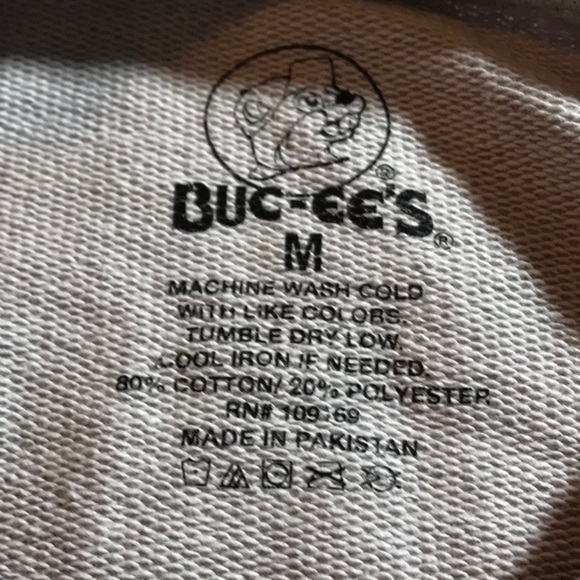 BUC-EE'S®
M
MACHINE WASH COLD
WITH LIKE COLORS.
TUMBLE DRY LOW.
COOL IRON IF NEEDED.
80% COTTON/ 20% POLYESTER
RN#
MADE IN PAKISTAN